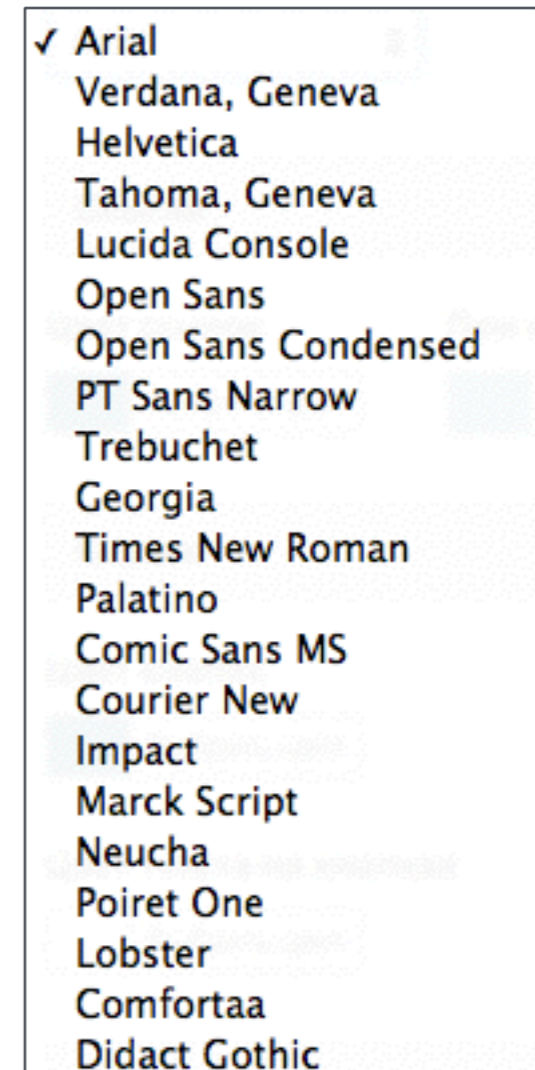 ✓ Arial
Verdana, Geneva
Helvetica
Tahoma, Geneva
Lucida Console
Open Sans
Open Sans Condensed
PT Sans Narrow
Trebuchet
Georgia
Times New Roman
Palatino
Comic Sans MS
Courier New
Impact
Marck Script
Neucha
Poiret One
Lobster
Comfortaa
Didact Gothic